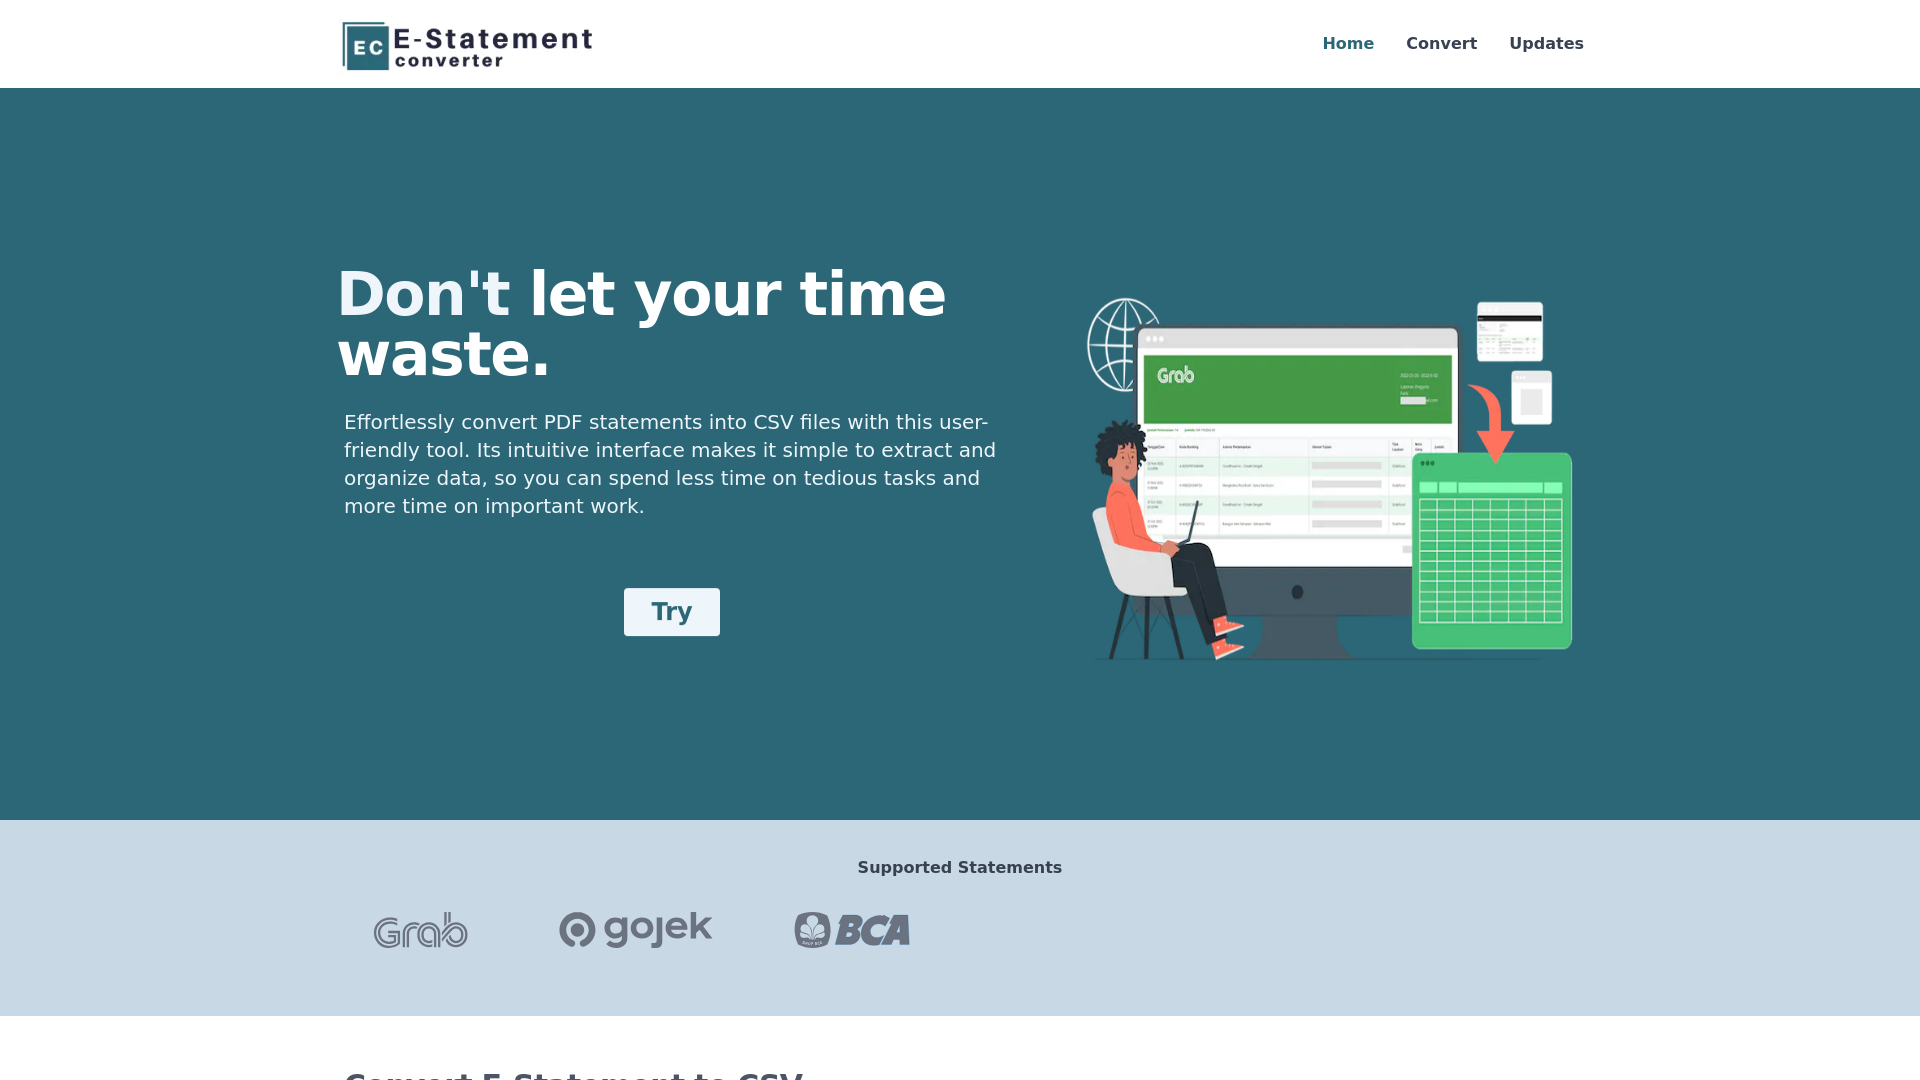 EC E-Statement
converter
Home
Convert
Updates
Don't let your time
waste.
Effortlessly convert PDF statements into CSV files with this user-
friendly tool. Its intuitive interface makes it simple to extract and
organize data, so you can spend less time on tedious tasks and
more time on important work.
Try
Grab
Supported Statements
Grab
gojek
BCA
Convert E-Statement to CSV